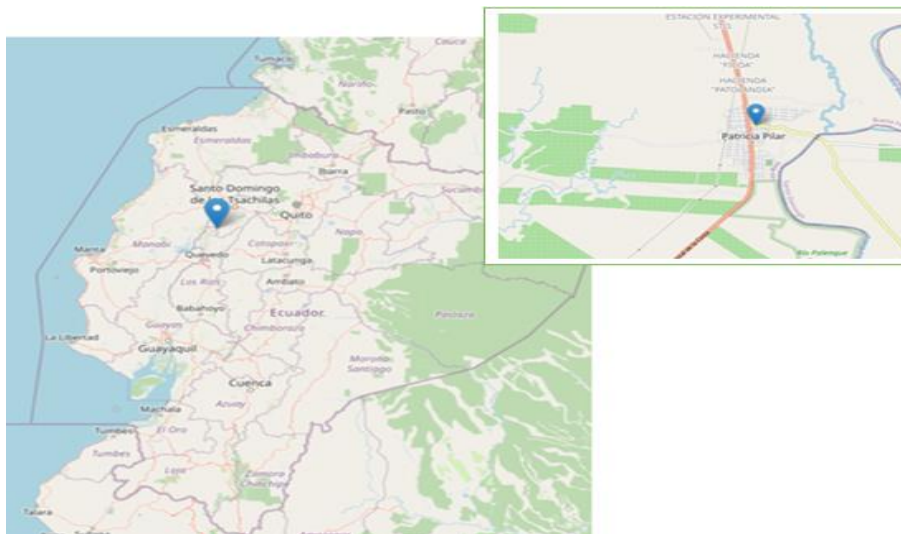 Tumaco
Cauca
Nariño
Pasto
Esmeraldas
Esmeraldas
Imbabura
Ibarra
Santo Domingo
de los Tsáchilas
Sucumb
Quito
Napo
Manta
Manabí
Cotopaxi
Portoviejo
Quevedo
Latacunga
Los Ríos
Ambato
Babahoyo
Ecuador
Pastaza
Guayas
Chimborazo
La Libertad
Guayaquil
Morona
Santiago
Cuenca
Azuay
Machala
Tumbes
El Oro
Tumbes
Loja
Zamora
Chinchipe
Talara
ESTACIÓN EXPERIMENTAL
HACIENDA
HACIENDA
"PATOLANDIA"
Patricia Pilar
Río Palenque